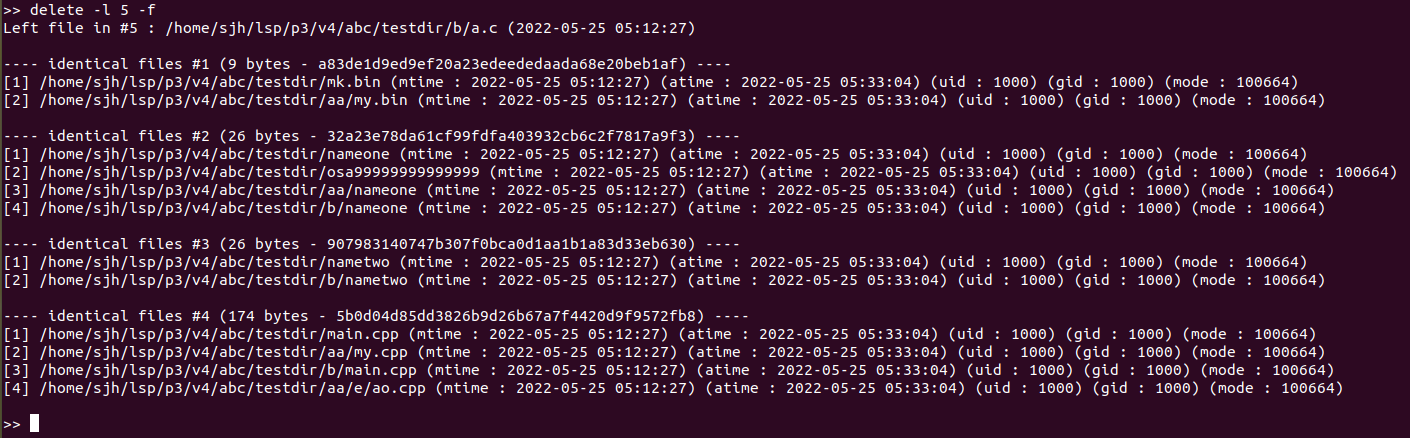 >> delete -l 5 -f
Left file in #5 : /home/sjh/lsp/p3/v4/abc/testdir/b/a.c (2022-05-25 05:12:27)
---- identical files #1 (9 bytes - a83de1d9ed9ef20a23edeededaada68e20beb1af) ----
[1] /home/sjh/lsp/p3/v4/abc/testdir/mk.bin (mtime : 2022-05-25 05:12:27) (atime : 2022-05-25 05:33:04) (uid : 1000) (gid : 1000) (mode : 100664)
[2] /home/sjh/lsp/p3/v4/abc/testdir/aa/my.bin (mtime : 2022-05-25 05:12:27) (atime : 2022-05-25 05:33:04) (uid : 1000) (gid : 1000) (mode : 100664)
---- identical files #2 (26 bytes - 32a23e78da61cf99fdfa403932cb6c2f7817a9f3) ----
[1] /home/sjh/lsp/p3/v4/abc/testdir/nameone (mtime : 2022-05-25 05:12:27) (atime : 2022-05-25 05:33:04) (uid : 1000) (gid : 1000) (mode : 100664)
[2] /home/sjh/lsp/p3/v4/abc/testdir/osa99999999999999 (mtime : 2022-05-25 05:12:27) (atime : 2022-05-25 05:33:04) (uid : 1000) (gid : 1000) (mode : 100664)
[3] /home/sjh/lsp/p3/v4/abc/testdir/aa/nameone (mtime : 2022-05-25 05:12:27) (atime : 2022-05-25 05:33:04) (uid : 1000) (gid : 1000) (mode : 100664)
[4] /home/sjh/lsp/p3/v4/abc/testdir/b/nameone (mtime : 2022-05-25 05:12:27) (atime : 2022-05-25 05:33:04) (uid : 1000) (gid : 1000) (mode : 100664)
---- identical files #3 (26 bytes - 907983140747b307f0bca0d1aa1b1a83d33eb630) ----
[1] /home/sjh/lsp/p3/v4/abc/testdir/nametwo (mtime : 2022-05-25 05:12:27) (atime : 2022-05-25 05:33:04) (uid : 1000) (gid : 1000) (mode : 100664)
[2] /home/sjh/lsp/p3/v4/abc/testdir/b/nametwo (mtime : 2022-05-25 05:12:27) (atime : 2022-05-25 05:33:04) (uid : 1000) (gid : 1000) (mode : 100664)
---- identical files #4 (174 bytes - 5b0d04d85dd3826b9d26b67a7f4420d9f9572fb8) ----
[1] /home/sjh/lsp/p3/v4/abc/testdir/main.cpp (mtime : 2022-05-25 05:12:27) (atime : 2022-05-25 05:33:04) (uid : 1000) (gid : 1000) (mode : 100664)
[2] /home/sjh/lsp/p3/v4/abc/testdir/aa/my.cpp (mtime : 2022-05-25 05:12:27) (atime : 2022-05-25 05:33:04) (uid : 1000) (gid : 1000) (mode : 100664)
[3] /home/sjh/lsp/p3/v4/abc/testdir/b/main.cpp (mtime : 2022-05-25 05:12:27) (atime : 2022-05-25 05:33:04) (uid : 1000) (gid : 1000) (mode : 100664)
[4] /home/sjh/lsp/p3/v4/abc/testdir/aa/e/ao.cpp (mtime : 2022-05-25 05:12:27) (atime : 2022-05-25 05:33:04) (uid : 1000) (gid : 1000) (mode : 100664)
>>